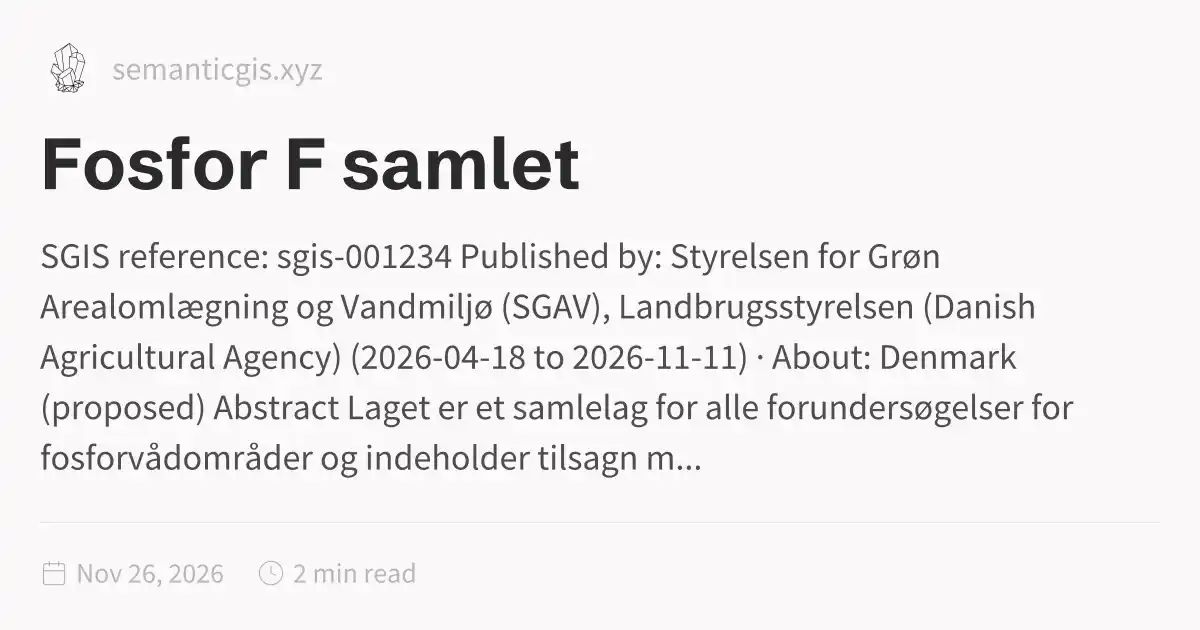 semanticgis.xyz
Fosfor F samlet
SGIS reference: sgis-001234 Published by: Styrelsen for Grøn
Arealomlægning og Vandmiljø (SGAV), Landbrugsstyrelsen (Danish
Agricultural Agency) (2026-04-18 to 2026-11-11) · About: Denmark
(proposed) Abstract Laget er et samlelag for alle forundersøgelser for
fosforvådområder og indeholder tilsagn m...
Nov 26, 2026 2 min read